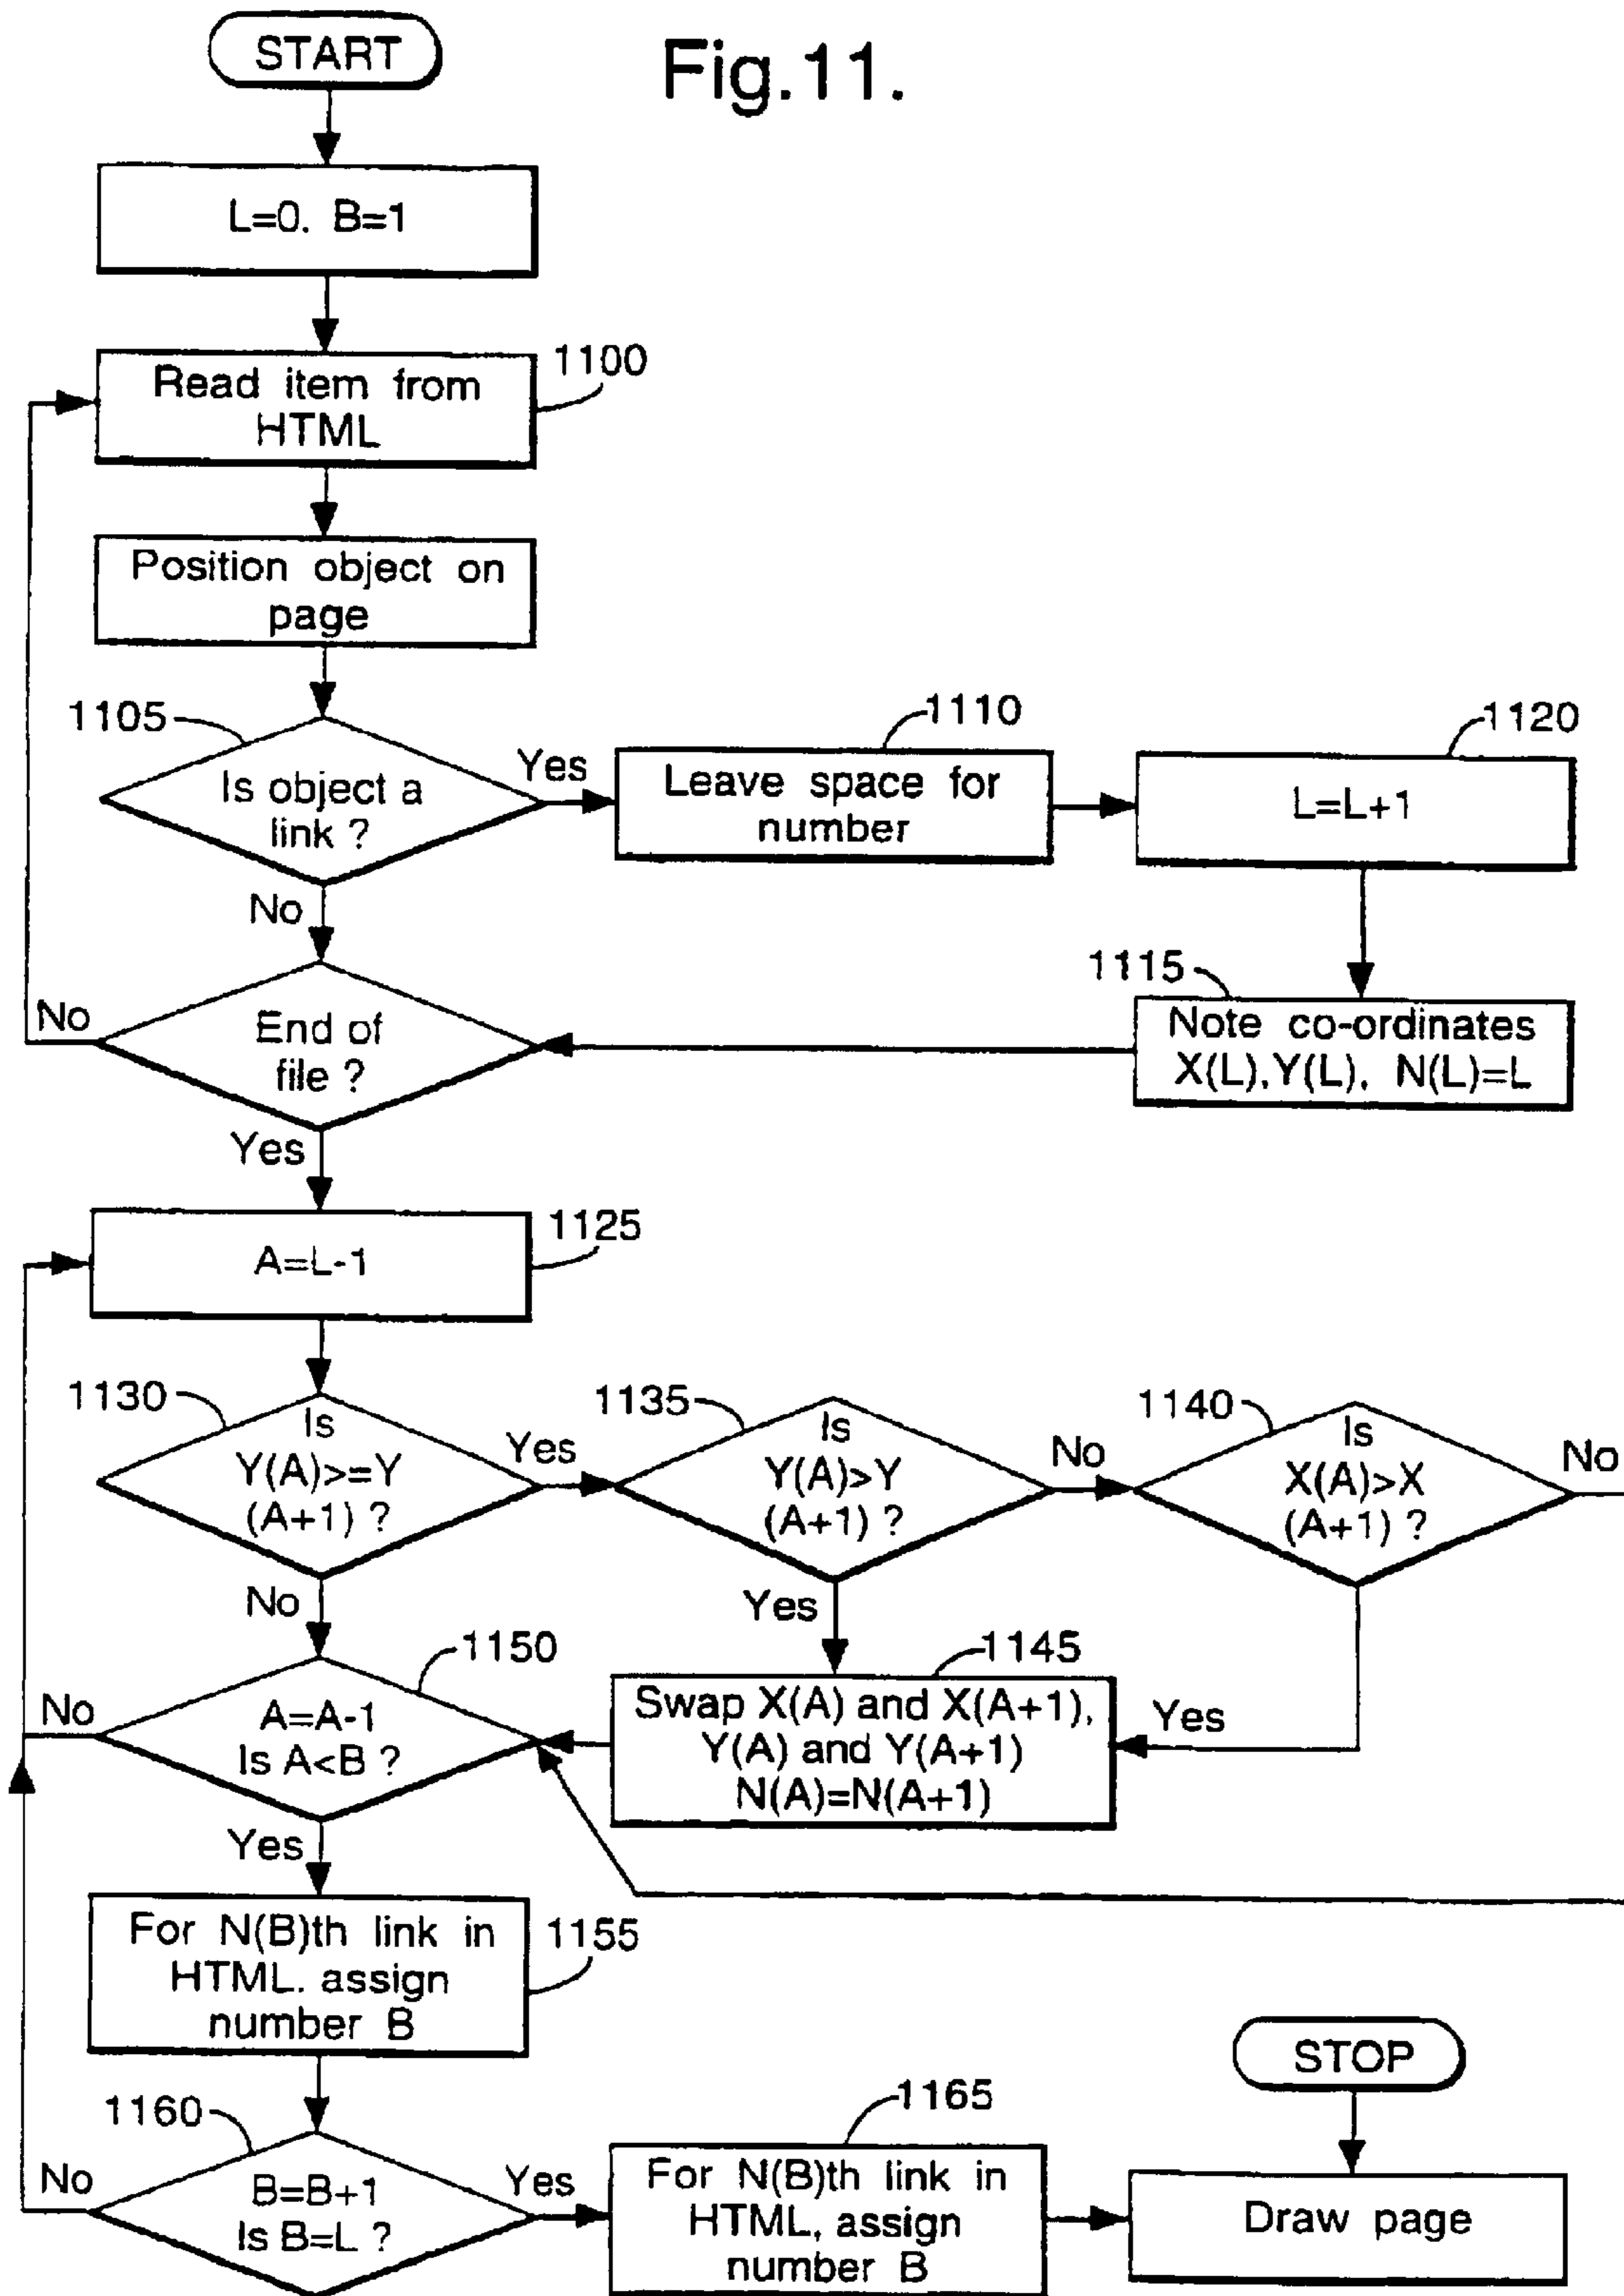 START
Fig.11.
L=0. B=1
1100
Read item from
HTML
Position object on
page
1105
Is object a
link ?
Yes
1110
Leave space for
number
1120
L=L+1
No
1115
Note co-ordinates
X(L),Y(L), N(L)=L
No
End of
file ?
Yes
1125
A=L-1
1130
Is
Y(A)>=Y
(A+1) ?
Yes
1135
Is
Y(A)>Y
(A+1) ?
No
1140
Is
X(A)>X
(A+1) ?
No
No
Yes
1150
No
A=A-1
Is A<B ?
1145
Swap X(A) and X(A+1),
Y(A) and Y(A+1)
N(A)=N(A+1)
Yes
Yes
For N(B)th link in
HTML. assign
number B
1155
STOP
1160
No
B=B+1
Is B=L ?
Yes
1165
For N(B)th link in
HTML, assign
number B
Draw page